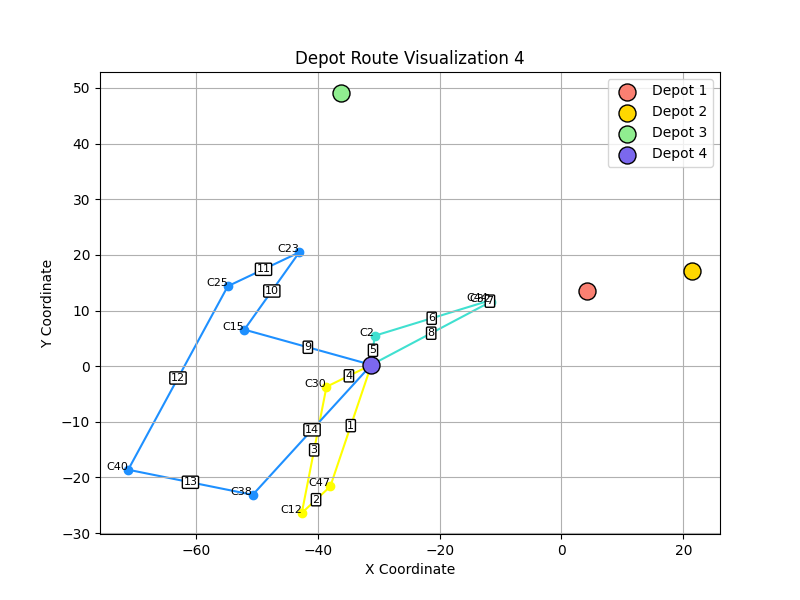 Depot Route Visualization 4
Depot 1
Depot 2
Depot 3
Depot 4
50
40
30
20
10
0
−10
−20
−30
Y Coordinate
C23
11
C25
10
C15
9
12
C2
6
8
5
7
C30
4
1
14
3
C40
13
C38
C47
2
C12
−60
−40
−20
0
20
X Coordinate